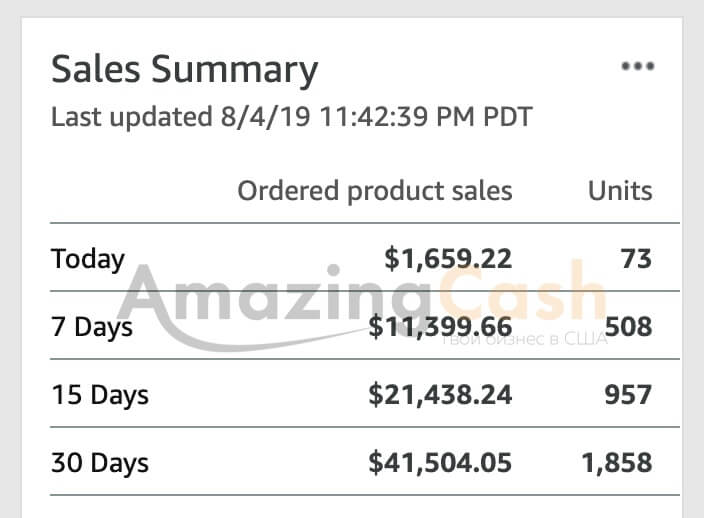 Sales Summary
Last updated 8/4/19 11:42:39 PM PDT
Ordered product sales Units
Today $1,659.22 73
AmazingCash
7 Days $11,399.66 508
твой бизнес в США
15 Days $21,438.24 957
30 Days $41,504.05 1,858